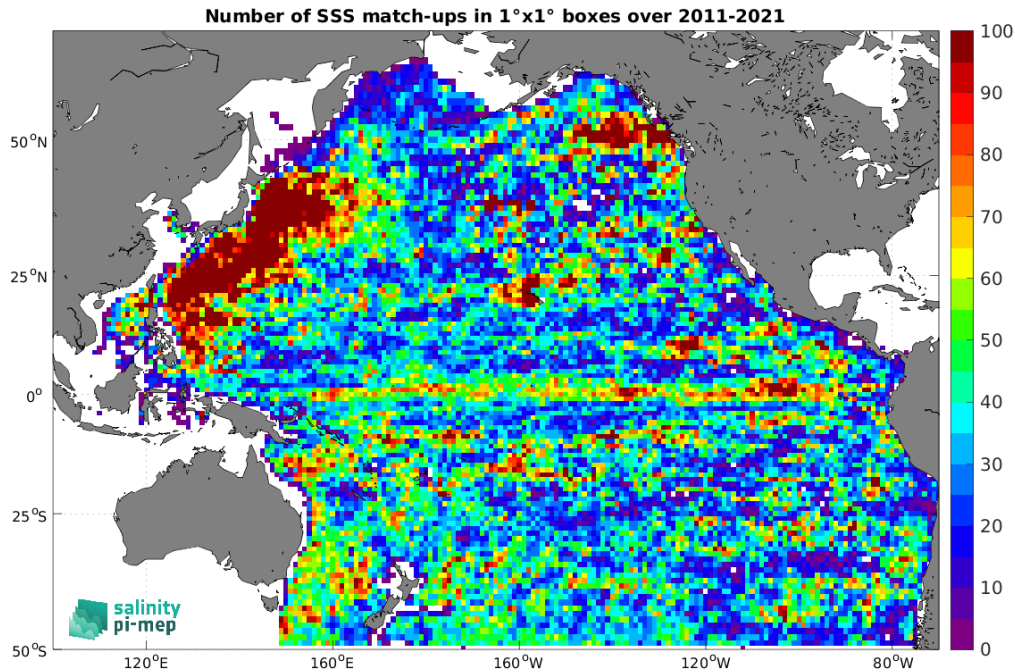 Number of SSS match-ups in 1°x1° boxes over 2011-2021
50°N
25°N
0°
25°S
50°S
120°E
160°E
160°W
120°W
80°W
100
90
80
70
60
50
40
30
20
10
0
salinity
pi-mep